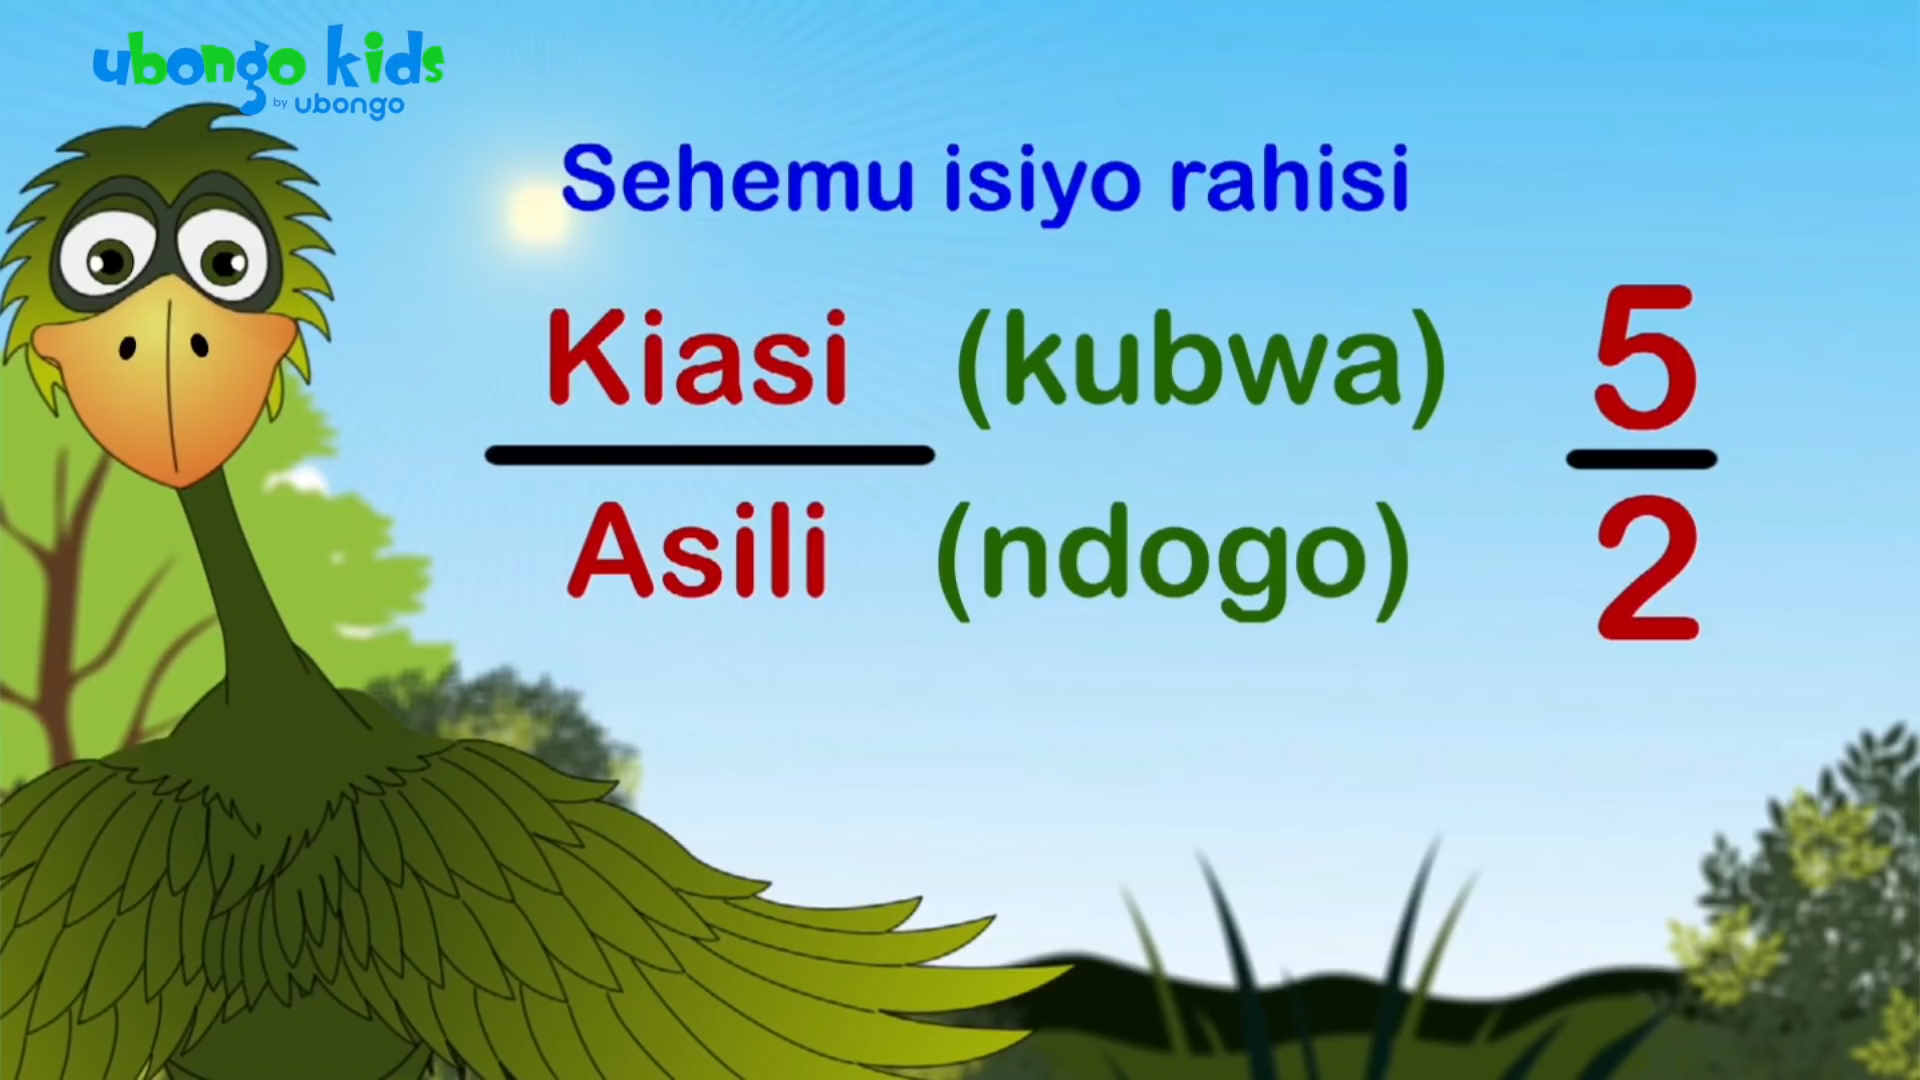 ubongo kids
by ubongo
Sehemu isiyo rahisi
Kiasi (kubwa)
Asili (ndogo)
5
2